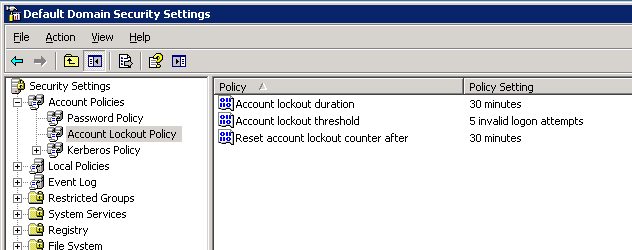 Default Domain Security Settings
File Action View Help
Security Settings
Account Policies
Password Policy
Account Lockout Policy
Kerberos Policy
Local Policies
Event Log
Restricted Groups
System Services
Registry
File System
Policy Policy Setting
Account lockout duration 30 minutes
Account lockout threshold 5 invalid logon attempts
Reset account lockout counter after 30 minutes